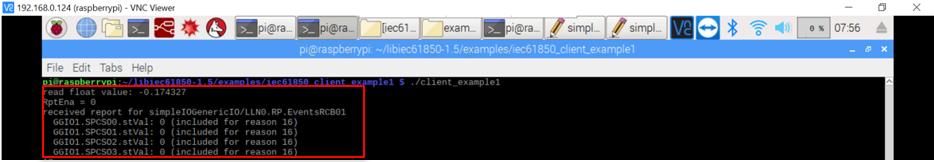 192.168.0.124 (raspberrypi) - VNC Viewer
pi@ra... pi@ra... [iec61... exam... pi@ra... simpl... simpl... 0 % 07:56
pi@raspberrypi: ~/libiec61850-1.5/examples/iec61850_client_example1
File Edit Tabs Help
pi@raspberrypi:~/libiec61850-1.5/examples/iec61850_client_example1 $ ./client_example1
read float value: -0.174327
RptEna = 0
received report for simpleIOGenericIO/LLN0.RP.EventsRCB01
GGIO1.SPCSO0.stVal: 0 (included for reason 16)
GGIO1.SPCSO1.stVal: 0 (included for reason 16)
GGIO1.SPCSO2.stVal: 0 (included for reason 16)
GGIO1.SPCSO3.stVal: 0 (included for reason 16)